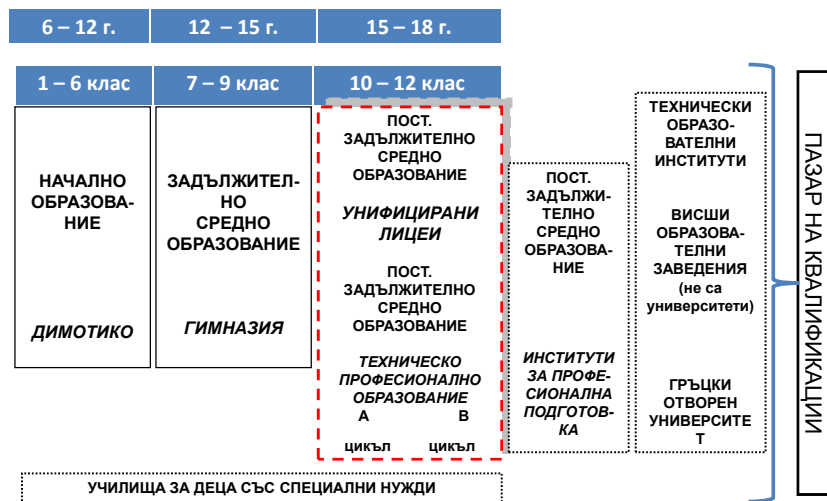 6 – 12 г.
12 – 15 г.
15 – 18 г.
1 – 6 клас
7 – 9 клас
10 – 12 клас
НАЧАЛНО
ОБРАЗОВА-
НИЕ
ДИМОТИКО
ЗАДЪЛЖИТЕЛ-
НО
СРЕДНО
ОБРАЗОВАНИЕ
ГИМНАЗИЯ
ПОСТ.
ЗАДЪЛЖИТЕЛНО
СРЕДНО
ОБРАЗОВАНИЕ
УНИФИЦИРАНИ
ЛИЦЕИ
ПОСТ.
ЗАДЪЛЖИТЕЛНО
СРЕДНО
ОБРАЗОВАНИЕ
ТЕХНИЧЕСКО
ПРОФЕСИОНАЛНО
ОБРАЗОВАНИЕ
А В
цикъл цикъл
ПОСТ.
ЗАДЪЛЖИ-
ТЕЛНО
СРЕДНО
ОБРАЗОВА-
НИЕ
ИНСТИТУТИ
ЗА ПРОФЕ-
СИОНАЛНА
ПОДГОТОВ-
КА
ТЕХНИЧЕСКИ
ОБРАЗО-
ВАТЕЛНИ
ИНСТИТУТИ
ВИСШИ
ОБРАЗОВА-
ТЕЛНИ
ЗАВЕДЕНИЯ
(не са
университети)
ГРЪЦКИ
ОТВОРЕН
УНИВЕРСИТЕ
Т
ПАЗАР НА КВАЛИФИКАЦИИ
УЧИЛИЩА ЗА ДЕЦА СЪС СПЕЦИАЛНИ НУЖДИ